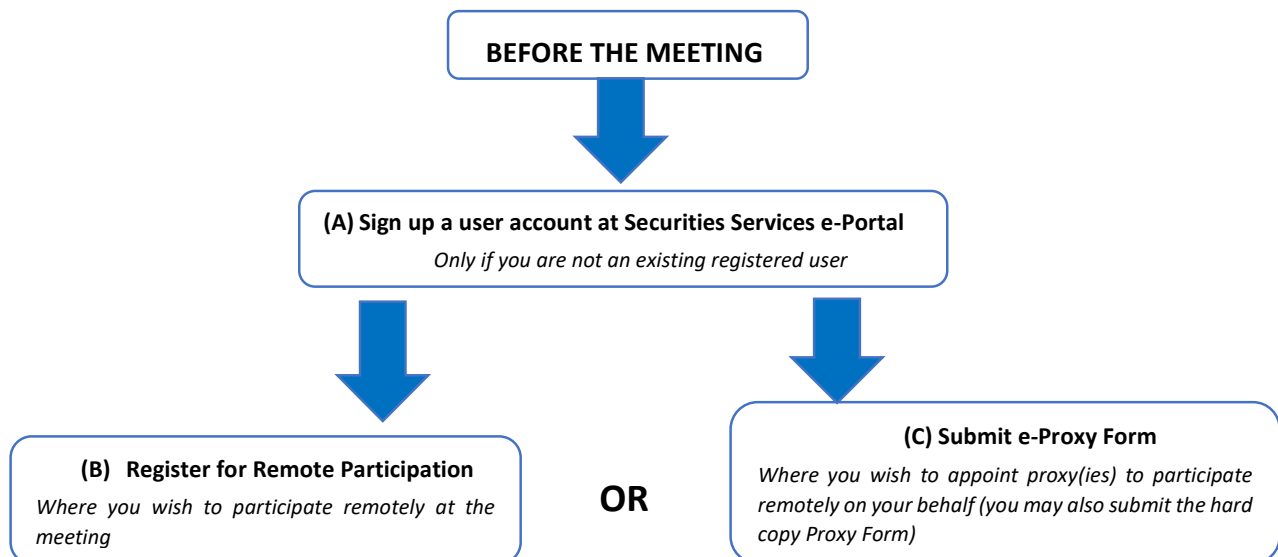 BEFORE THE MEETING
(A) Sign up a user account at Securities Services e-Portal
Only if you are not an existing registered user
(B) Register for Remote Participation
Where you wish to participate remotely at the
meeting
OR
(C) Submit e-Proxy Form
Where you wish to appoint proxy(ies) to participate
remotely on your behalf (you may also submit the hard
copy Proxy Form)